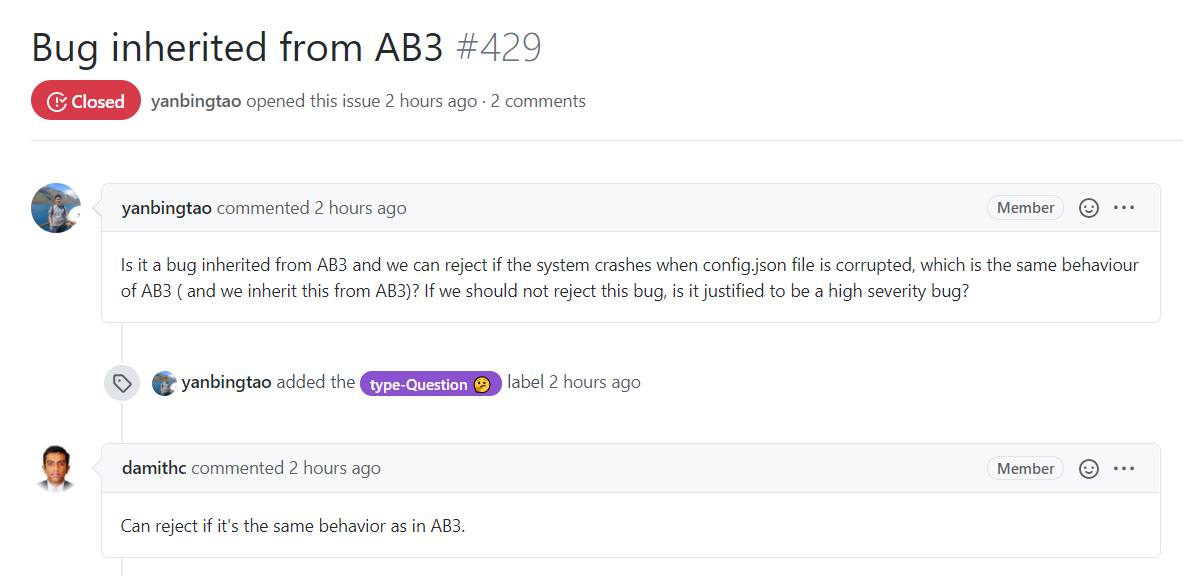 Bug inherited from AB3 #429
Closed yanbingtao opened this issue 2 hours ago · 2 comments
yanbingtao commented 2 hours ago Member
Is it a bug inherited from AB3 and we can reject if the system crashes when config.json file is corrupted, which is the same behaviour
of AB3 ( and we inherit this from AB3)? If we should not reject this bug, is it justified to be a high severity bug?
yanbingtao added the type-Question 🤔 label 2 hours ago
damithc commented 2 hours ago Member
Can reject if it's the same behavior as in AB3.